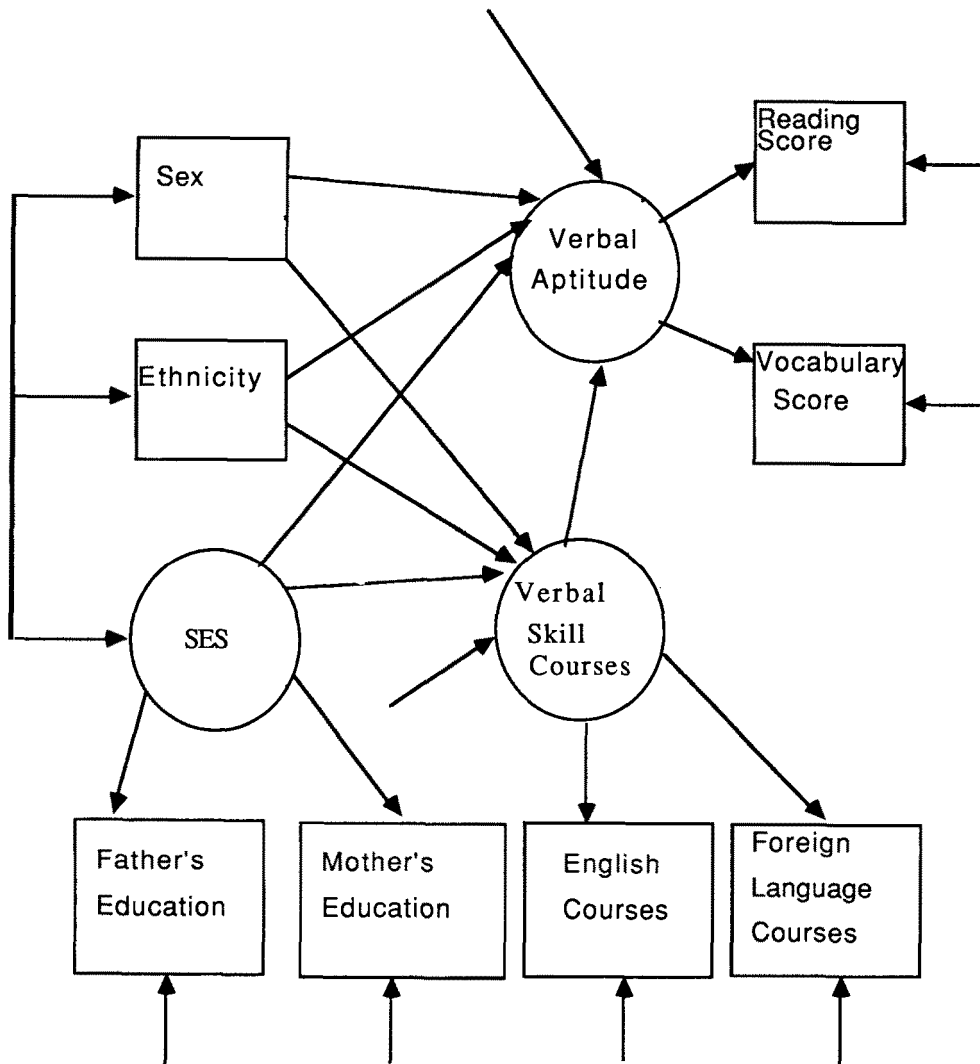 Reading
Score
Sex
Verbal
Aptitude
Ethnicity
Vocabulary
Score
SES
Verbal
Skill
Courses
Father's
Education
Mother's
Education
English
Courses
Foreign
Language
Courses